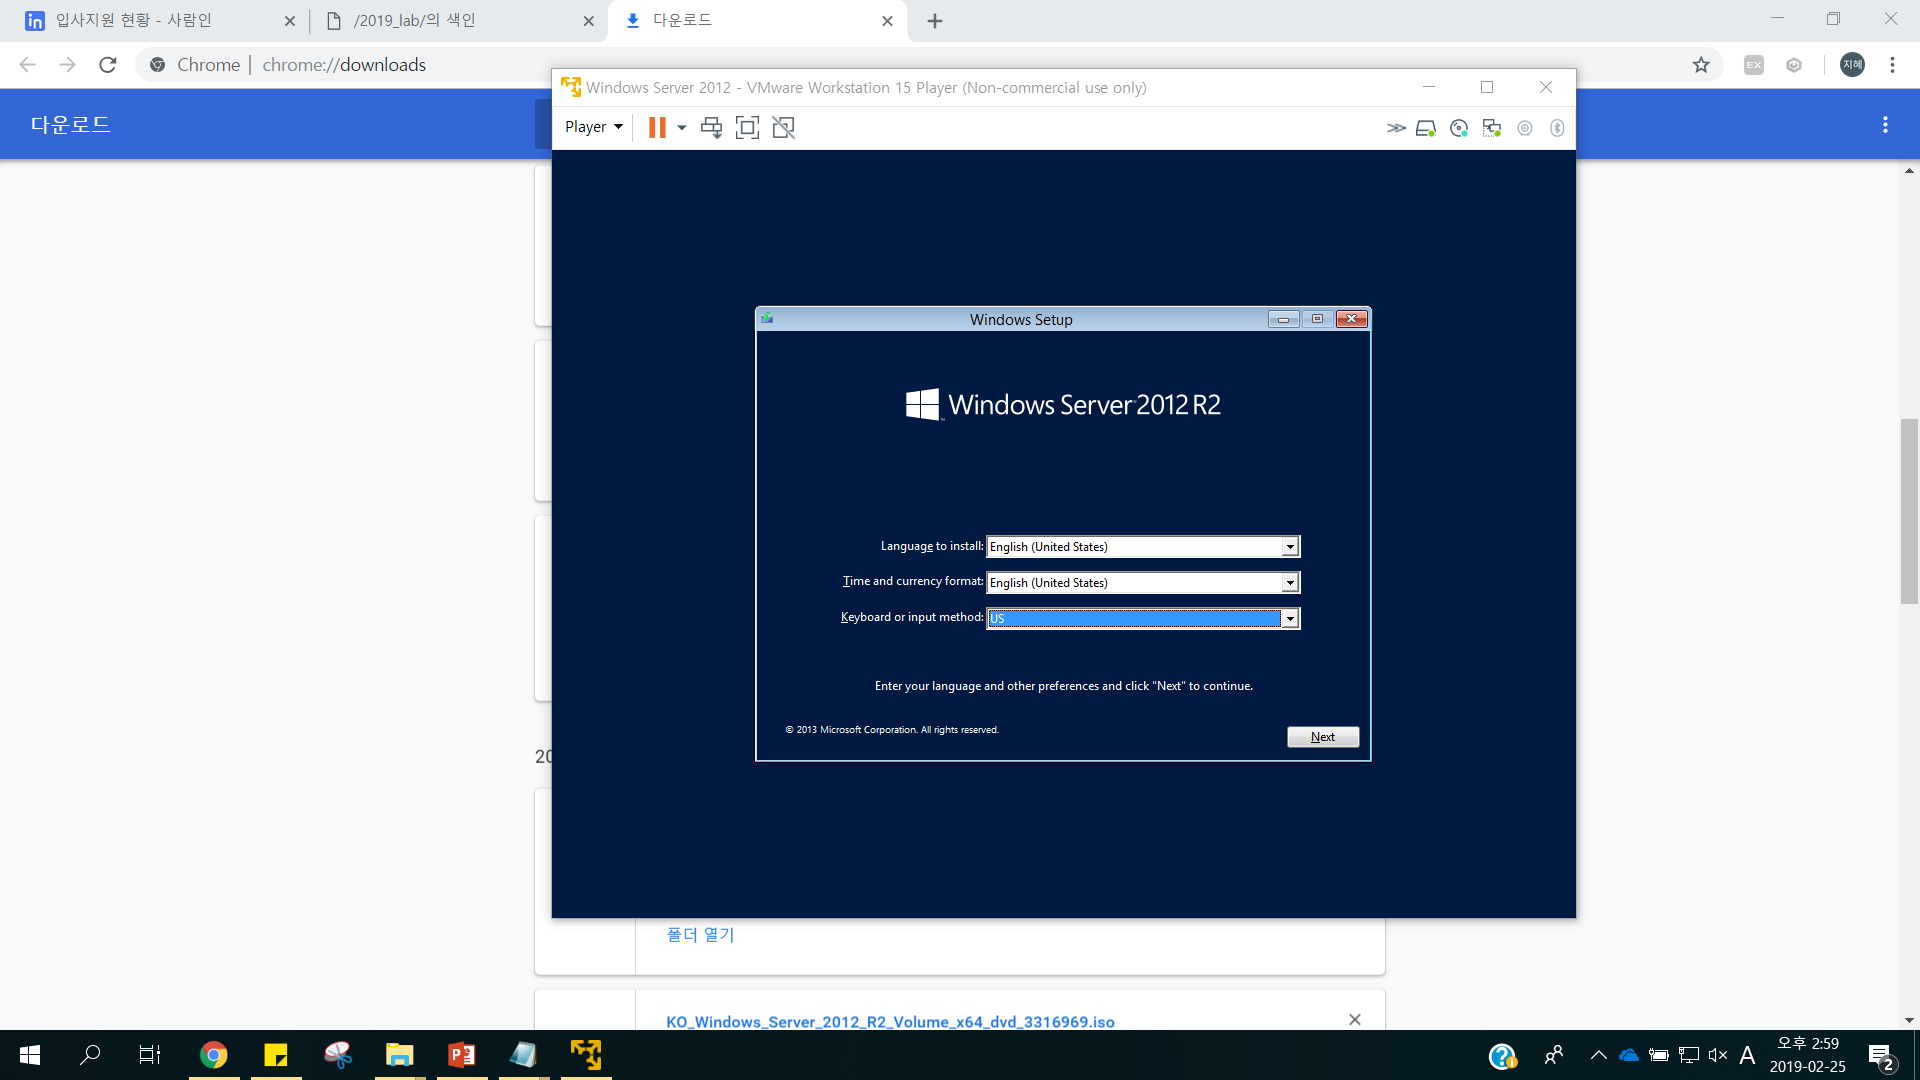 입사지원 현황 - 사람인
/2019_lab/의 색인
다운로드
Chrome
chrome://downloads
EX
지혜
다운로드
Windows Server 2012 - VMware Workstation 15 Player (Non-commercial use only)
Player
Windows Setup
Windows Server 2012 R2
Language to install: English (United States)
Time and currency format: English (United States)
Keyboard or input method: US
Enter your language and other preferences and click "Next" to continue.
© 2013 Microsoft Corporation. All rights reserved.
Next
20
폴더 열기
KO_Windows_Server_2012_R2_Volume_x64_dvd_3316969.iso
A
오후 2:59
2019-02-25
2